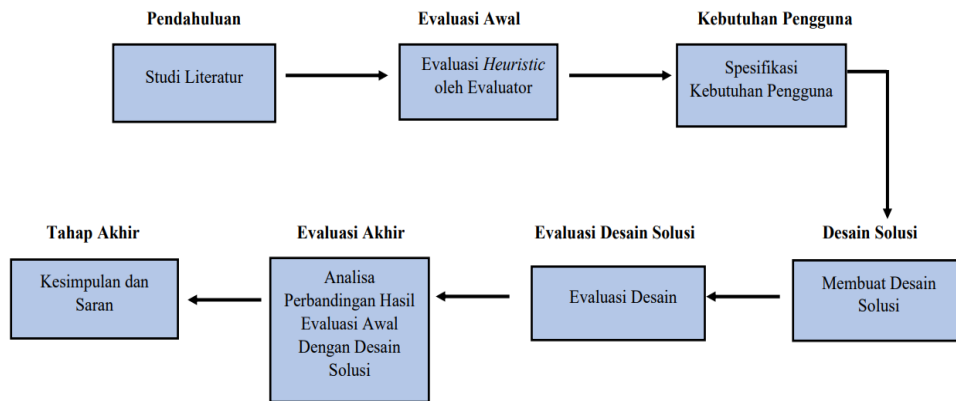 Pendahuluan
Studi Literatur
Evaluasi Awal
Evaluasi Heuristic
oleh Evaluator
Kebutuhan Pengguna
Spesifikasi
Kebutuhan Pengguna
Desain Solusi
Membuat Desain
Solusi
Evaluasi Desain Solusi
Evaluasi Desain
Evaluasi Akhir
Analisa
Perbandingan Hasil
Evaluasi Awal
Dengan Desain
Solusi
Tahap Akhir
Kesimpulan dan
Saran